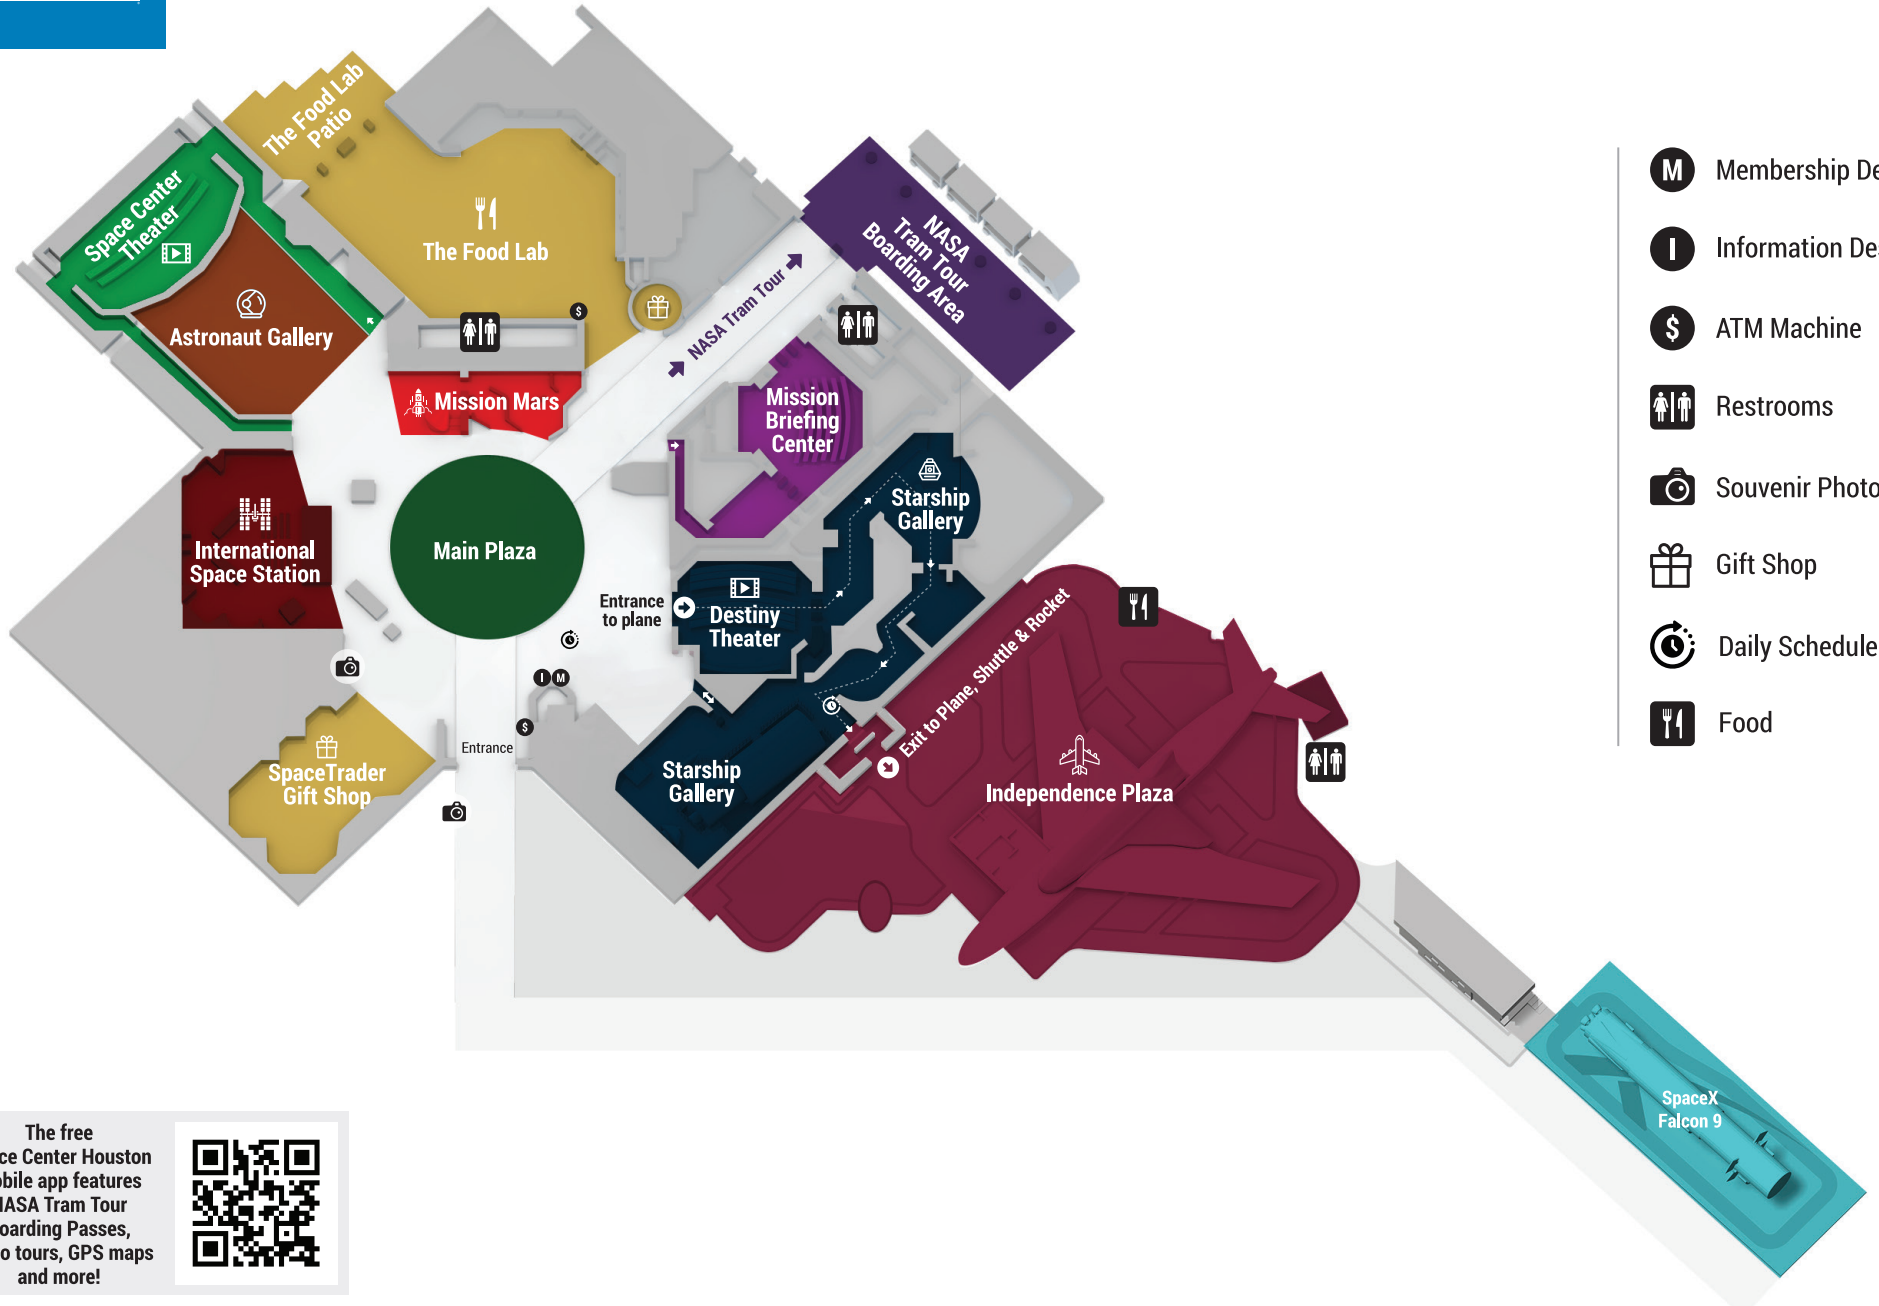 The Food Lab
Patio
Space Center
Theater
The Food Lab
Astronaut Gallery
$
NASA Tram Tour
NASA
Tram Tour
Boarding Area
Mission Mars
Mission
Briefing
Center
Starship
Gallery
International
Space Station
Main Plaza
Entrance
to plane
Destiny
Theater
I M
$
Entrance
SpaceTrader
Gift Shop
Starship
Gallery
Exit to Plane, Shuttle & Rocket
Independence Plaza
SpaceX
Falcon 9
M Membership De
I Information Des
$ ATM Machine
Restrooms
Souvenir Photo
Gift Shop
Daily Schedule
Food
The free
ce Center Houston
obile app features
NASA Tram Tour
oarding Passes,
o tours, GPS maps
and more!